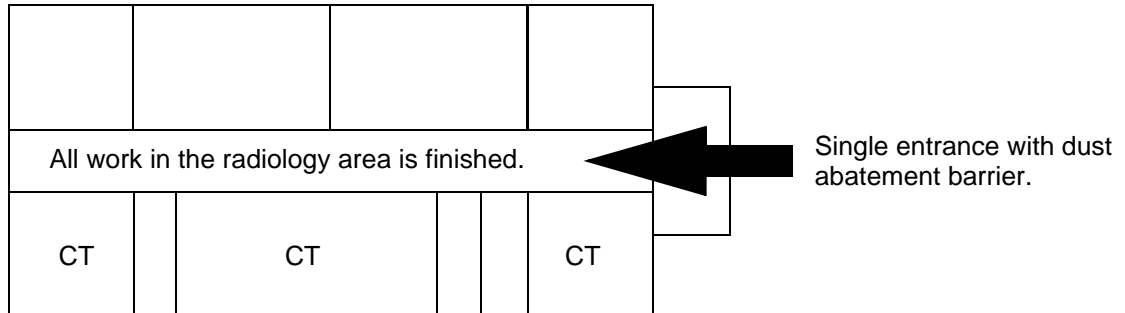 All work in the radiology area is finished.
Single entrance with dust
abatement barrier.
CT
CT
CT